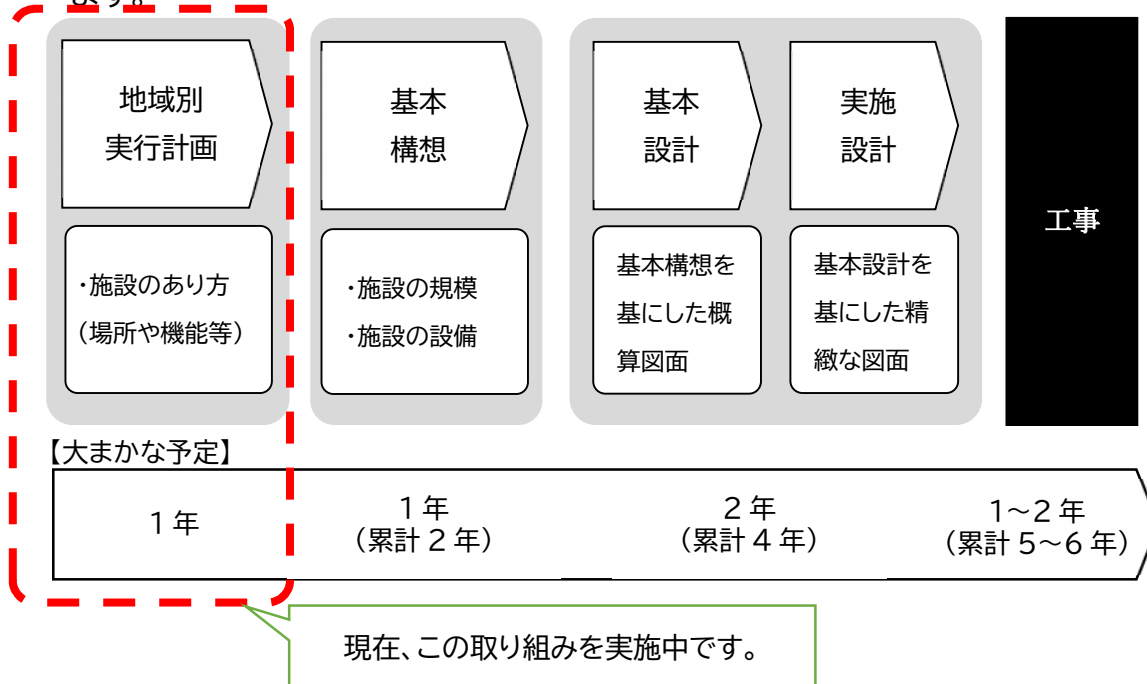 ます。
地域別
実行計画
基本
構想
基本
設計
実施
設計
工事
・施設のあり方
(場所や機能等)
・施設の規模
・施設の設備
基本構想を
基にした概
算図面
基本設計を
基にした精
緻な図面
【大まかな予定】
1年
1年
(累計2年)
2年
(累計4年)
1~2年
(累計5~6年)
現在、この取り組みを実施中です。